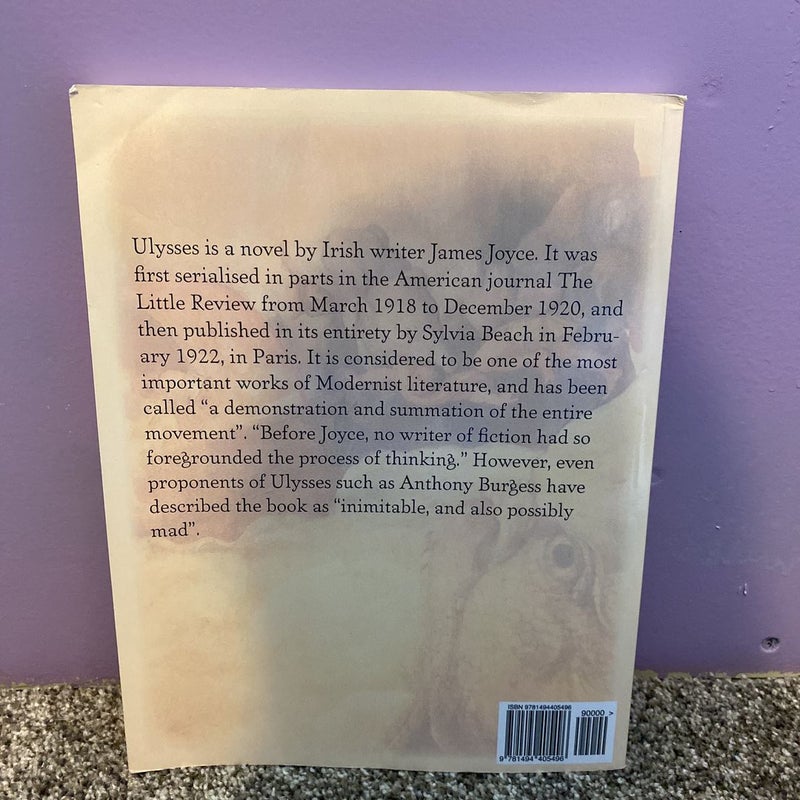 Ulysses is a novel by Irish writer James Joyce. It was
first serialised in parts in the American journal The
Little Review from March 1918 to December 1920, and
then published in its entirety by Sylvia Beach in Febru-
ary 1922, in Paris. It is considered to be one of the most
important works of Modernist literature, and has been
called “a demonstration and summation of the entire
movement”. “Before Joyce, no writer of fiction had so
foregrounded the process of thinking.” However, even
proponents of Ulysses such as Anthony Burgess have
described the book as “inimitable, and also possibly
mad”.
ISBN 9781494405496
90000 >
9 781494 405496